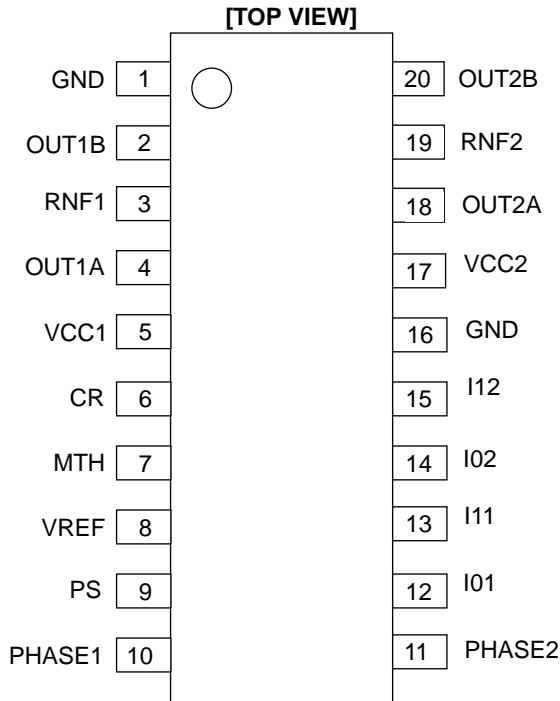 [TOP VIEW]
GND 1 20 OUT2B
OUT1B 2 19 RNF2
RNF1 3 18 OUT2A
OUT1A 4 17 VCC2
VCC1 5 16 GND
CR 6 15 I12
MTH 7 14 I02
VREF 8 13 I11
PS 9 12 I01
PHASE1 10 11 PHASE2